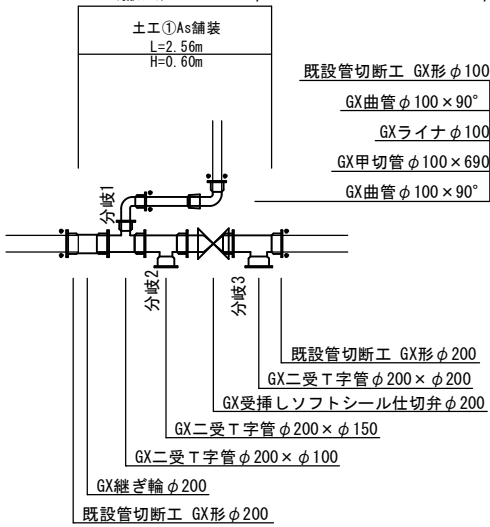 土工①As舗装
L=2.56m
H=0.60m
既設管切断工 GX形φ100
GX曲管φ100×90°
GXライナφ100
GX甲切管φ100×690
GX曲管φ100×90°
分岐1
分岐2
分岐3
既設管切断工 GX形φ200
GX二受T字管φ200×φ200
GX受挿しソフトシール仕切弁φ200
GX二受T字管φ200×φ150
GX二受T字管φ200×φ100
GX継ぎ輪φ200
既設管切断工 GX形φ200